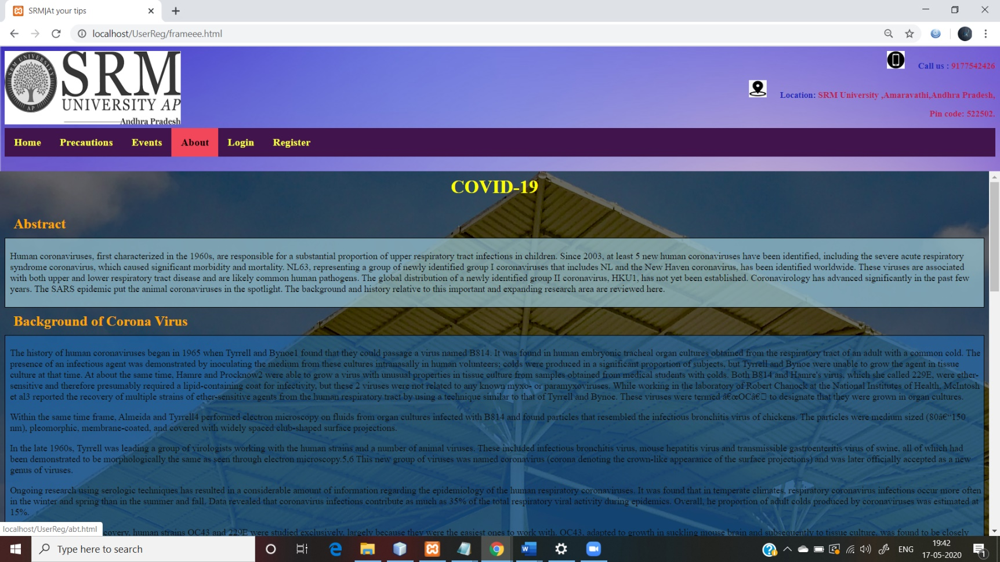 SRM|At your tips
localhost/UserReg/frameee.html
SRM UNIVERSITY
AP
SRM
UNIVERSITY AP
Andhra Pradesh
Call us : 9177542426
Location: SRM University ,Amaravathi,Andhra Pradesh,
Pin code: 522502.
Home Precautions Events About Login Register
COVID-19
Abstract
Human coronaviruses, first characterized in the 1960s, are responsible for a substantial proportion of upper respiratory tract infections in children. Since 2003, at least 5 new human coronaviruses have been identified, including the severe acute respiratory
syndrome coronavirus, which caused significant morbidity and mortality. NL63, representing a group of newly identified group I coronaviruses that includes NL and the New Haven coronavirus, has been identified worldwide. These viruses are associated
with both upper and lower respiratory tract disease and are likely common human pathogens. The global distribution of a newly identified group II coronavirus, HKU1, has not yet been established. Coronavirology has advanced significantly in the past few
years. The SARS epidemic put the animal coronaviruses in the spotlight. The background and history relative to this important and expanding research area are reviewed here.
Background of Corona Virus
The history of human coronaviruses began in 1965 when Tyrrell and Bynoe1 found that they could passage a virus named B814. It was found in human embryonic tracheal organ cultures obtained from the respiratory tract of an adult with a common cold. The
presence of an infectious agent was demonstrated by inoculating the medium from these cultures intranasally in human volunteers; colds were produced in a significant proportion of subjects, but Tyrrell and Bynoe were unable to grow the agent in tissue
culture at that time. At about the same time, Hamre and Procknow2 were able to grow a virus with unusual properties in tissue culture from samples obtained from medical students with colds. Both B814 and Hamre's virus, which she called 229E, were ether-
sensitive and therefore presumably required a lipid-containing coat for infectivity, but these 2 viruses were not related to any known myxo- or paramyxoviruses. While working in the laboratory of Robert Chanock at the National Institutes of Health, McIntosh
et al3 reported the recovery of multiple strains of ether-sensitive agents from the human respiratory tract by using a technique similar to that of Tyrrell and Bynoe. These viruses were termed â€œOCâ€□ to designate that they were grown in organ cultures.
Within the same time frame, Almeida and Tyrrell4 performed electron microscopy on fluids from organ cultures infected with B814 and found particles that resembled the infectious bronchitis virus of chickens. The particles were medium sized (80â€“150
nm), pleomorphic, membrane-coated, and covered with widely spaced club-shaped surface projections.
In the late 1960s, Tyrrell was leading a group of virologists working with the human strains and a number of animal viruses. These included infectious bronchitis virus, mouse hepatitis virus and transmissible gastroenteritis virus of swine, all of which had
been demonstrated to be morphologically the same as seen through electron microscopy.5,6 This new group of viruses was named coronavirus (corona denoting the crown-like appearance of the surface projections) and was later officially accepted as a new
genus of viruses.
Ongoing research using serologic techniques has resulted in a considerable amount of information regarding the epidemiology of the human respiratory coronaviruses. It was found that in temperate climates, respiratory coronavirus infections occur more often
in the winter and spring than in the summer and fall. Data revealed that coronavirus infections contribute as much as 35% of the total respiratory viral activity during epidemics. Overall, he proportion of adult colds produced by coronaviruses was estimated at
15%.
covery, human strains OC43 and 229E were studied exclusively, largely because they were the easiest ones to work with. OC43, adapted to growth in suckling mouse brain and subsequently to tissue culture, was found to be closely
localhost/UserReg/abt.html
Type here to search
ENG
19:42
17-05-2020
1